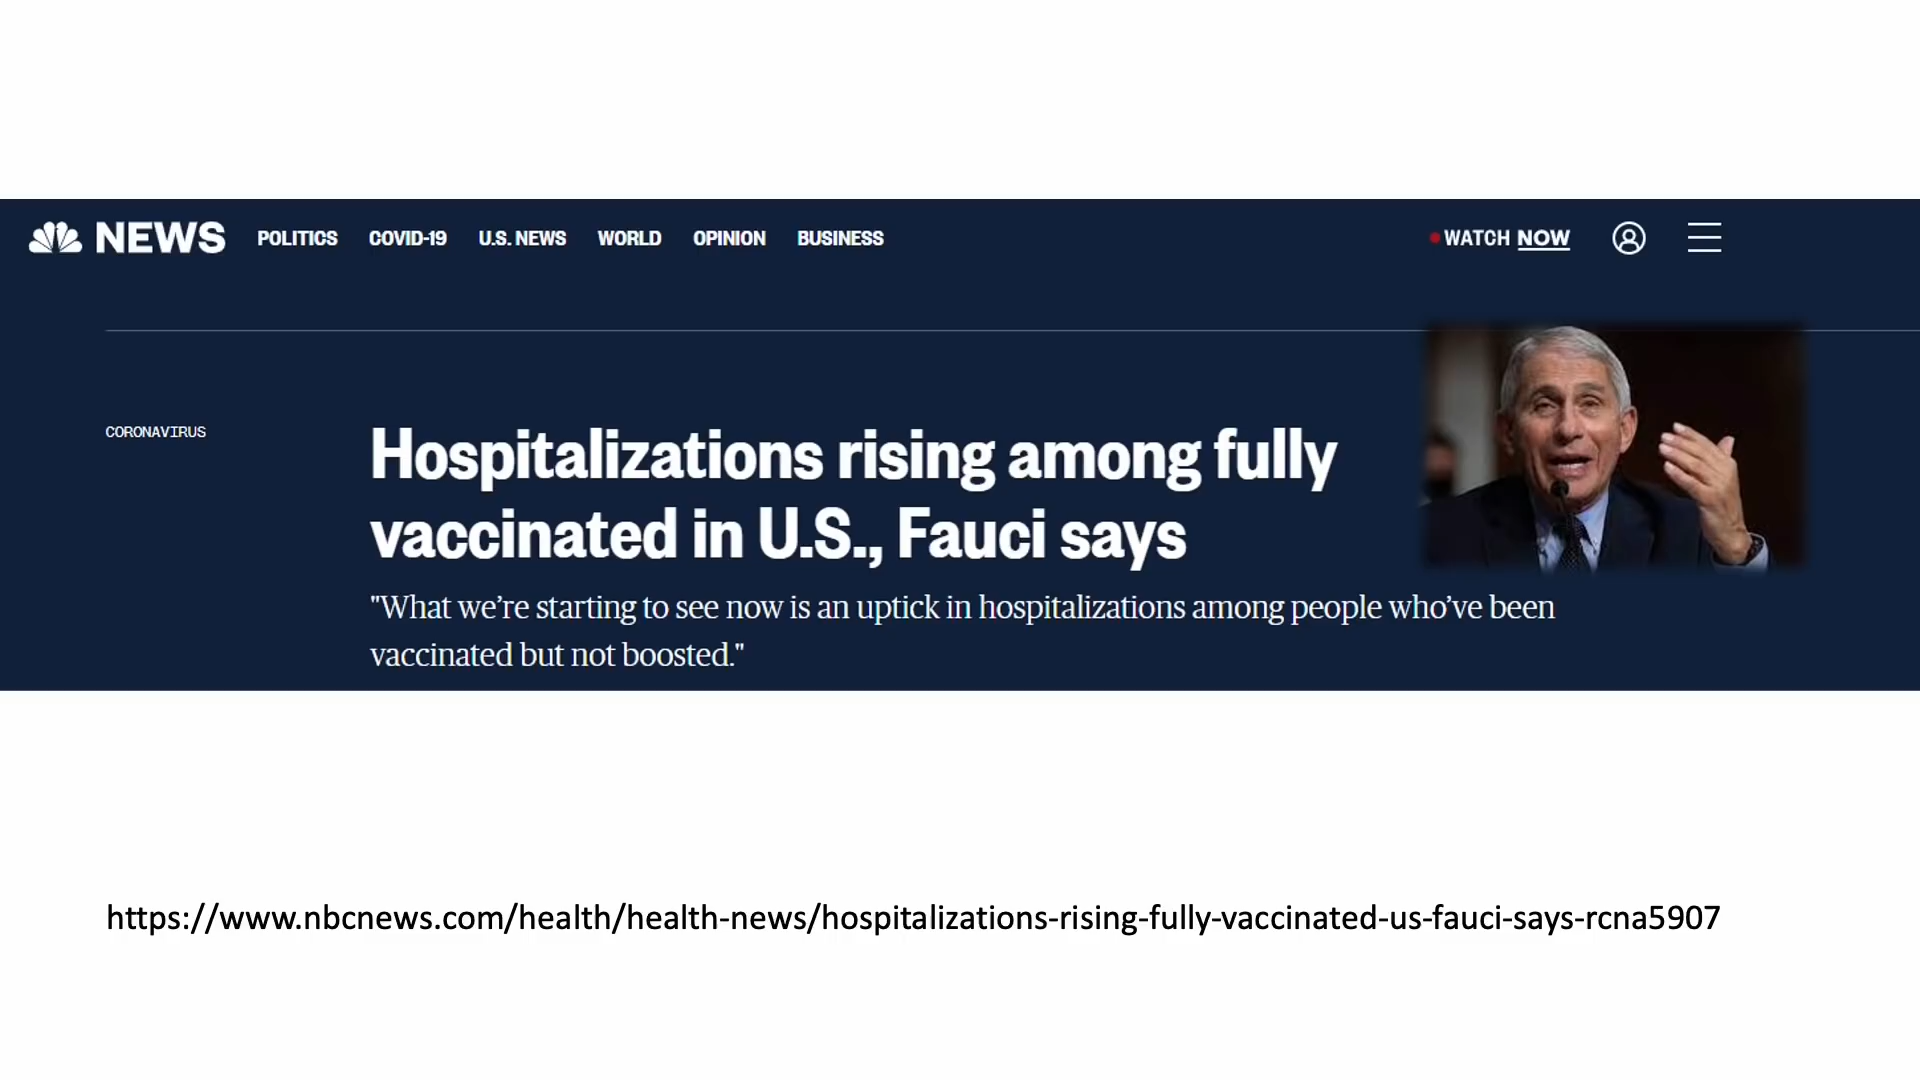 NEWS POLITICS COVID-19 U.S. NEWS WORLD OPINION BUSINESS WATCH NOW
CORONAVIRUS
Hospitalizations rising among fully
vaccinated in U.S., Fauci says
"What we’re starting to see now is an uptick in hospitalizations among people who’ve been
vaccinated but not boosted."
https://www.nbcnews.com/health/health-news/hospitalizations-rising-fully-vaccinated-us-fauci-says-rcna5907